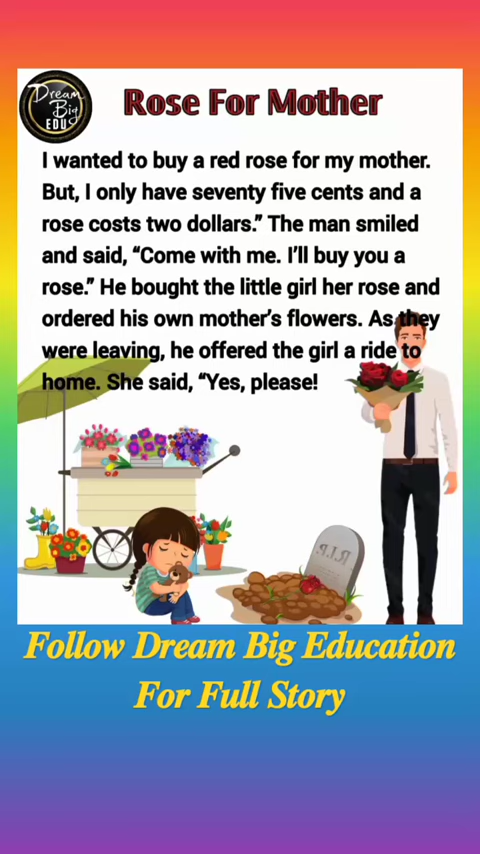 Dream
Big
EDU
Rose For Mother
I wanted to buy a red rose for my mother.
But, I only have seventy five cents and a
rose costs two dollars.” The man smiled
and said, “Come with me. I’ll buy you a
rose.” He bought the little girl her rose and
ordered his own mother’s flowers. As they
were leaving, he offered the girl a ride to
home. She said, “Yes, please!
R.I.P.
Follow Dream Big Education
For Full Story